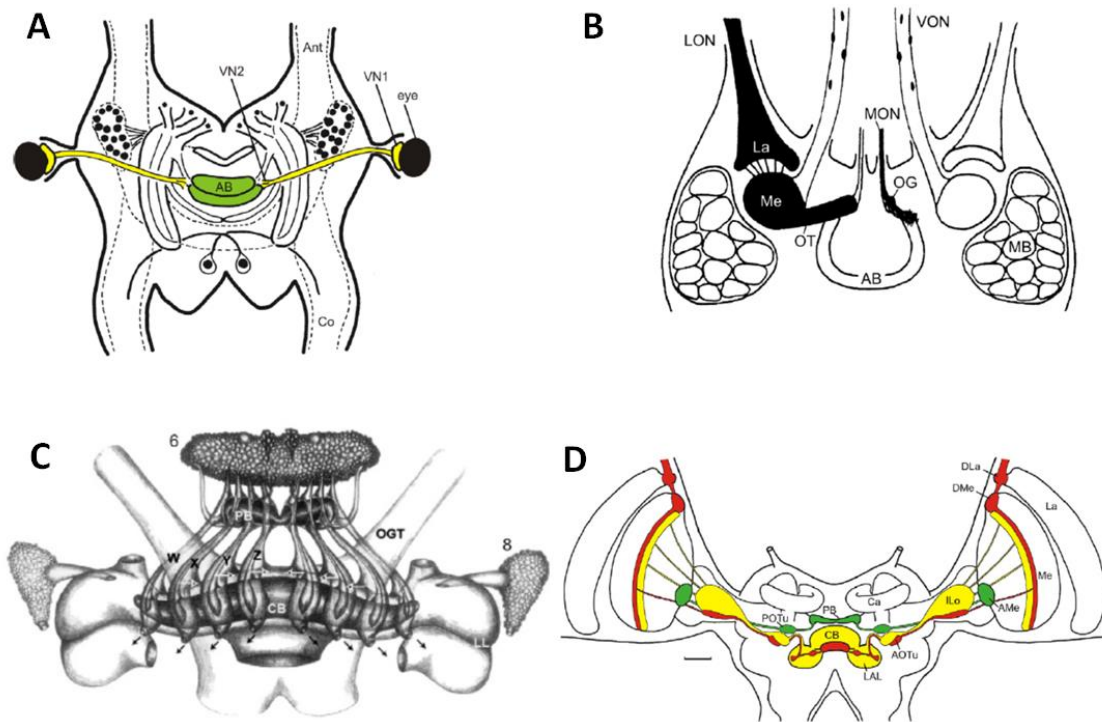 A
Ant
VN2
VN1
eye
AB
Co
B
LON
VON
MON
La
OG
Me
OT
MB
AB
C
6
PB
OGT
W
X
Y
Z
8
CB
LL
D
DLa
DMe
La
Me
POTu
PB
Ca
ILo
AMe
CB
AOTu
LAL